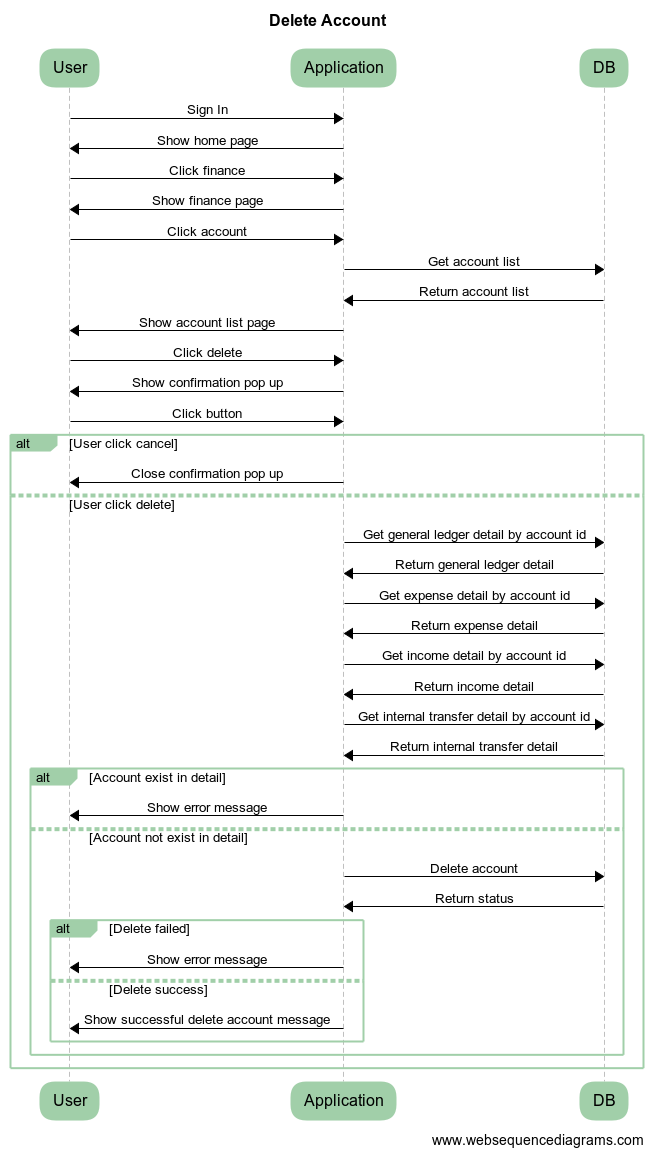 Delete Account
User Application DB
Sign In
Show home page
Click finance
Show finance page
Click account
Get account list
Return account list
Show account list page
Click delete
Show confirmation pop up
Click button
alt [User click cancel]
Close confirmation pop up
[User click delete]
Get general ledger detail by account id
Return general ledger detail
Get expense detail by account id
Return expense detail
Get income detail by account id
Return income detail
Get internal transfer detail by account id
Return internal transfer detail
alt [Account exist in detail]
Show error message
[Account not exist in detail]
Delete account
Return status
alt [Delete failed]
Show error message
[Delete success]
Show successful delete account message
User Application DB
www.websequencediagrams.com